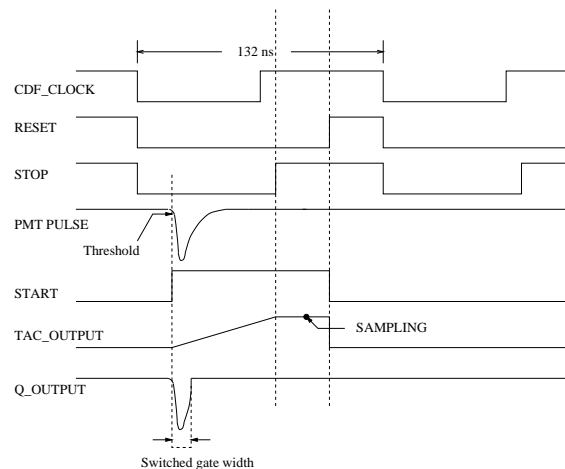 132 ns
CDF_CLOCK
RESET
STOP
PMT PULSE
Threshold
START
SAMPLING
TAC_OUTPUT
Q_OUTPUT
Switched gate width